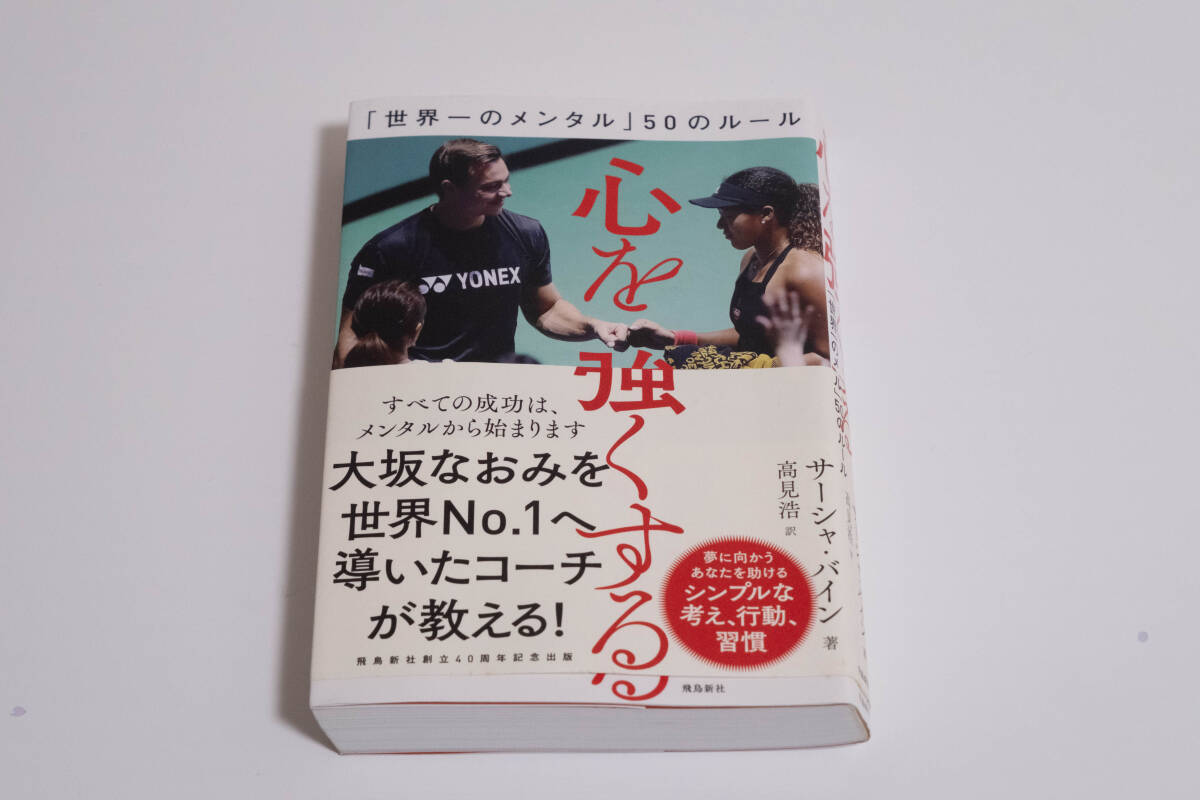 「世界一のメンタル」50のルール
心を強くする
YONEX
すべての成功は、
メンタルから始まります
大坂なおみを
世界No.1へ
導いたコーチ
が教える!
飛鳥新社創立40周年記念出版
サーシャ・バイン 著
高見浩 訳
夢に向かう
あなたを助ける
シンプルな
考え、行動、
習慣
飛鳥新社